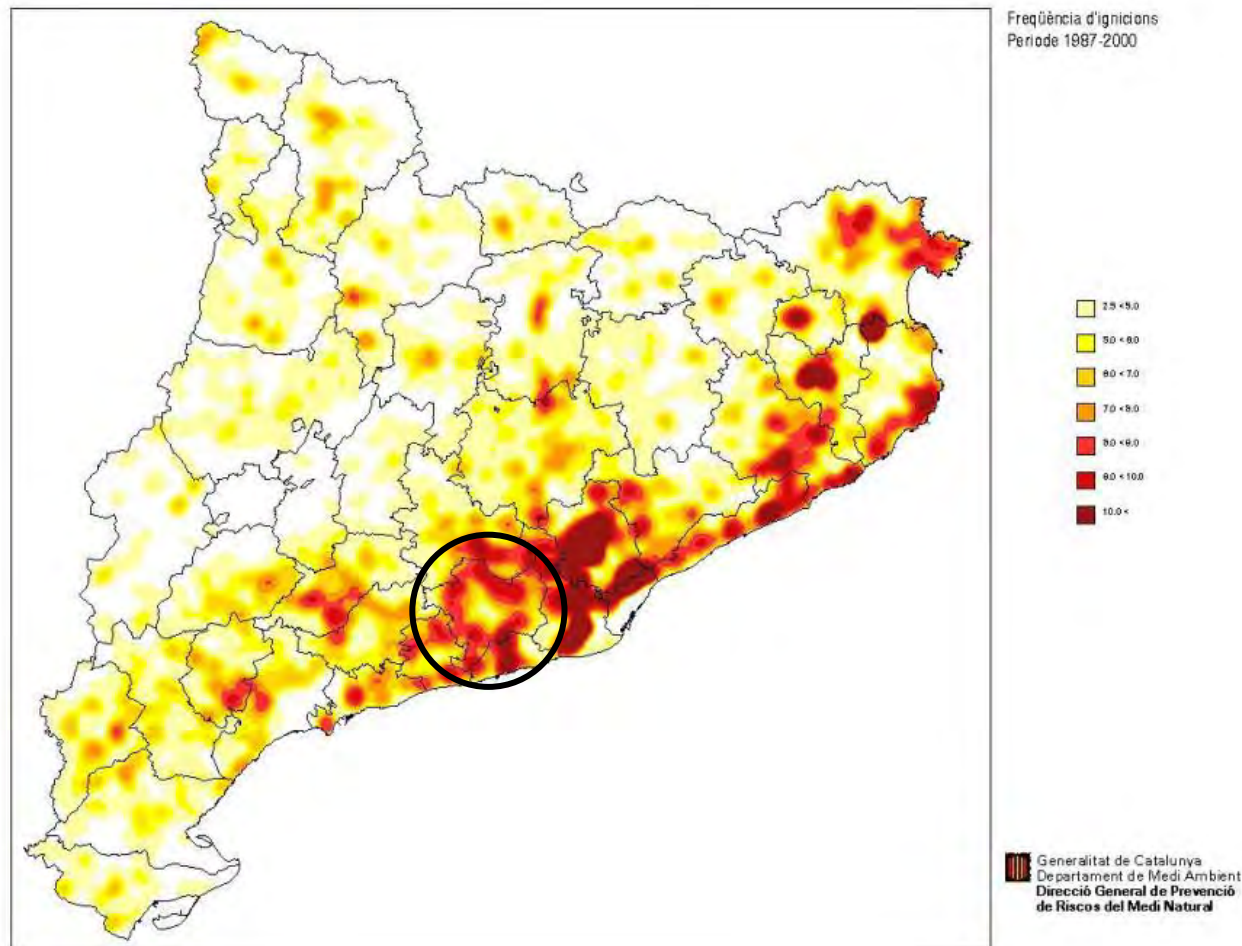 Freqüència d'ignicions
Periode 1987-2000
2.5 <5.0
5.0 <6.0
6.0 <7.0
7.0 <8.0
8.0 <9.0
9.0 <10.0
10.0 <
Generalitat de Catalunya
Departament de Medi Ambient
Direcció General de Prevenció
de Riscos del Medi Natural